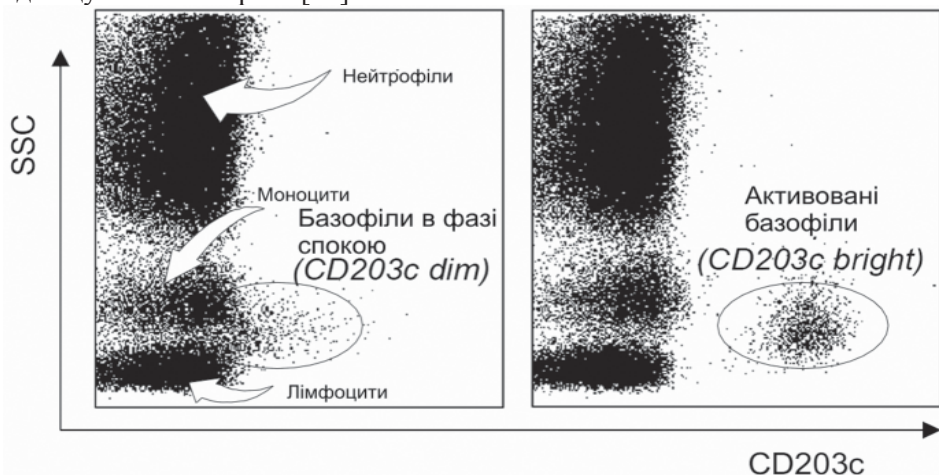 SSC
Нейтрофіли
Моноцити
Базофіли в фазі
спокою
(CD203c dim)
Лімфоцити
Активовані
базофіли
(CD203c bright)
CD203c